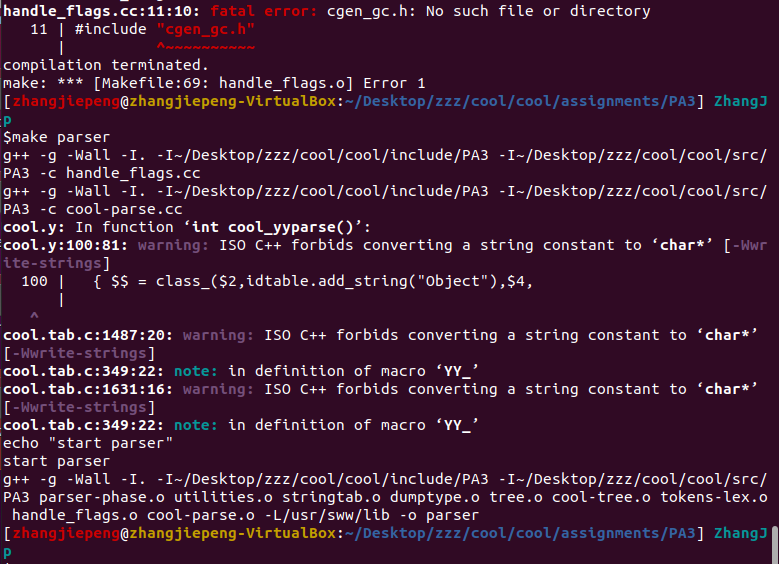 handle_flags.cc:11:10: fatal error: cgen_gc.h: No such file or directory
   11 | #include "cgen_gc.h"
      |          ^~~~~~~~~~~
compilation terminated.
make: *** [Makefile:69: handle_flags.o] Error 1
[zhangjiepeng@zhangjiepeng-VirtualBox:~/Desktop/zzz/cool/cool/assignments/PA3] ZhangJ
p
$make parser
g++ -g -Wall -I. -I~/Desktop/zzz/cool/cool/include/PA3 -I~/Desktop/zzz/cool/cool/src/
PA3 -c handle_flags.cc
g++ -g -Wall -I. -I~/Desktop/zzz/cool/cool/include/PA3 -I~/Desktop/zzz/cool/cool/src/
PA3 -c cool-parse.cc
cool.y: In function ‘int cool_yyparse()’:
cool.y:100:81: warning: ISO C++ forbids converting a string constant to ‘char*’ [-Wwr
ite-strings]
  100 |   { $$ = class_($2,idtable.add_string("Object"),$4,
      |
   ^
cool.tab.c:1487:20: warning: ISO C++ forbids converting a string constant to ‘char*’
[-Wwrite-strings]
cool.tab.c:349:22: note: in definition of macro ‘YY_’
cool.tab.c:1631:16: warning: ISO C++ forbids converting a string constant to ‘char*’
[-Wwrite-strings]
cool.tab.c:349:22: note: in definition of macro ‘YY_’
echo "start parser"
start parser
g++ -g -Wall -I. -I~/Desktop/zzz/cool/cool/include/PA3 -I~/Desktop/zzz/cool/cool/src/
PA3 parser-phase.o utilities.o stringtab.o dumptype.o tree.o cool-tree.o tokens-lex.o
 handle_flags.o cool-parse.o -L/usr/sww/lib -o parser
[zhangjiepeng@zhangjiepeng-VirtualBox:~/Desktop/zzz/cool/cool/assignments/PA3] ZhangJ
p